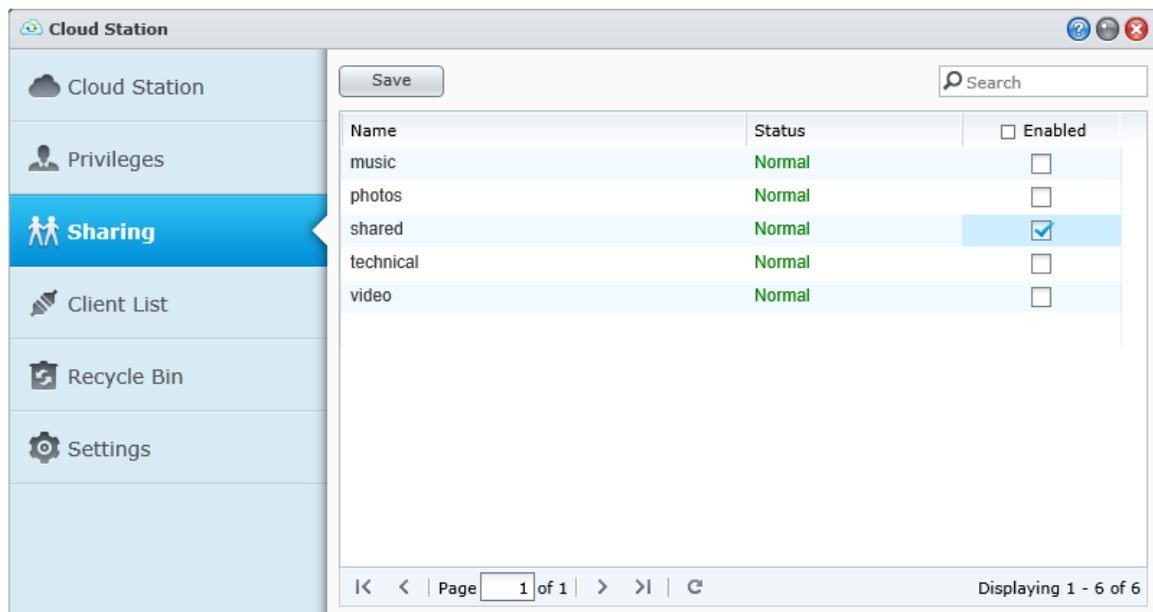 Cloud Station
Cloud Station
Privileges
Sharing
Client List
Recycle Bin
Settings
Save
Search
Name Status Enabled
music Normal
photos Normal
shared Normal
technical Normal
video Normal
Page 1 of 1 Displaying 1 - 6 of 6